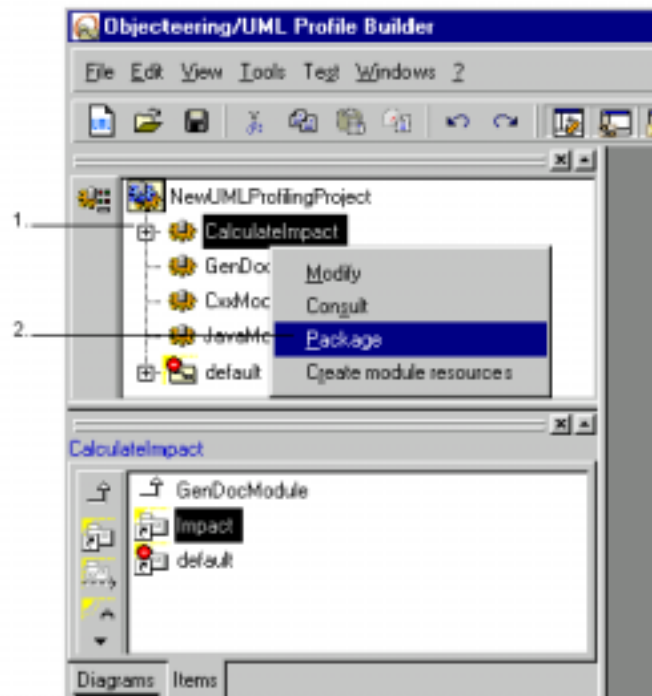 Objecteering/UML Profile Builder
File Edit View Tools Test Windows ?
NewUMLProfilingProject
1.
CalculateImpact
GenDoc
Modify
CxxMoc
Consult
2.
JavaMc
Package
default
Create module resources
CalculateImpact
GenDocModule
Impact
default
Diagrams Items